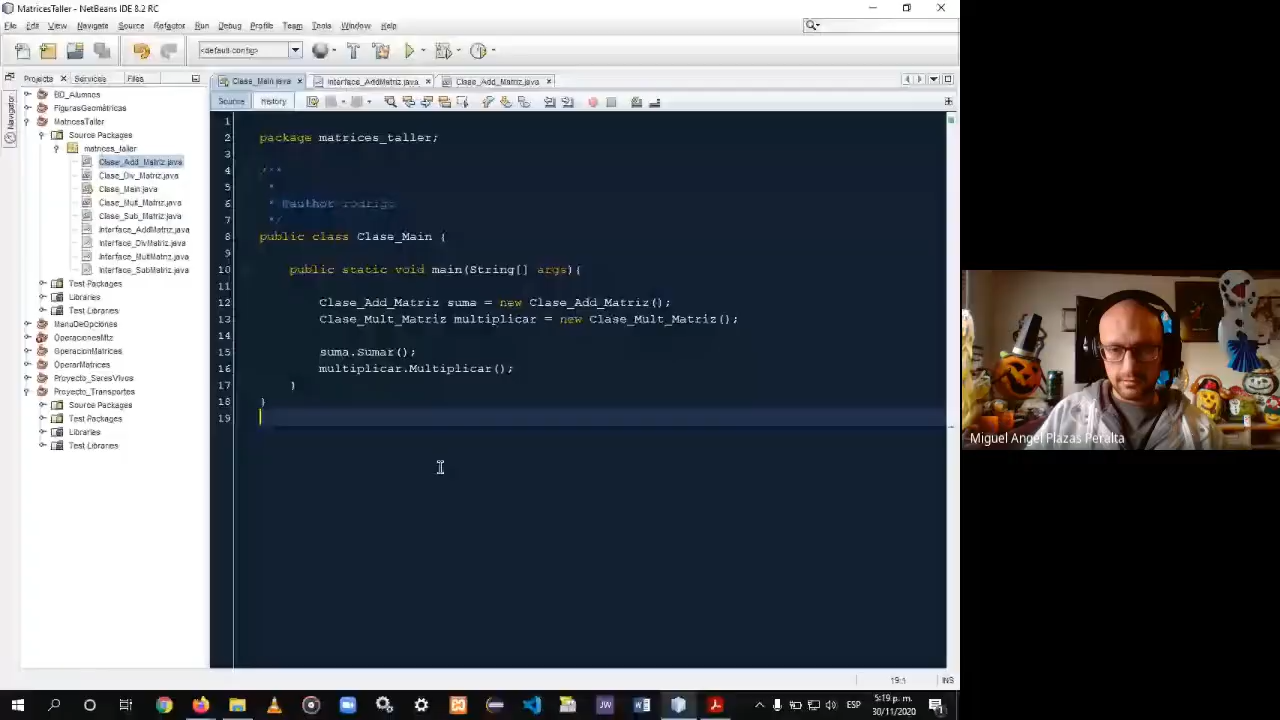 MatricesTaller - NetBeans IDE 8.2 RC
File Edit View Navigate Source Refactor Run Debug Profile Team Tools Window Help
<default config>
Projects Services Files
Clase_Main.java Interface_AddMatriz.java Clase_Add_Matriz.java
Source History
Navigator
BD_Alumnos
FigurasGeométricas
MatricesTaller
Source Packages
matrices_taller
Clase_Add_Matriz.java
Clase_Div_Matriz.java
Clase_Main.java
Clase_Mult_Matriz.java
Clase_Sub_Matriz.java
Interface_AddMatriz.java
Interface_DivMatriz.java
Interface_MultMatriz.java
Interface_SubMatriz.java
Test Packages
Libraries
Test Libraries
MenuDeOpciones
OperacionesMtz
OperacionMatrices
OperarMatrices
Proyecto_SeresVivos
Proyecto_Transportes
Source Packages
Test Packages
Libraries
Test Libraries
1
2 package matrices_taller;
3
4 /**
5 *
6 * @author rodrigo
7 */
8 public class Clase_Main {
9
10 public static void main(String[] args){
11
12 Clase_Add_Matriz suma = new Clase_Add_Matriz();
13 Clase_Mult_Matriz multiplicar = new Clase_Mult_Matriz();
14
15 suma.Sumar();
16 multiplicar.Multiplicar();
17 }
18 }
19
19:1 INS
Miguel Angel Plazas Peralta
JW
ESP
5:19 p. m.
30/11/2020